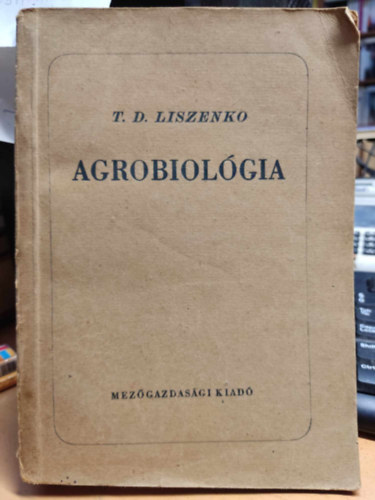 T. D. LISZENKO
AGROBIOLÓGIA
MEZŐGAZDASÁGI KIADÓ